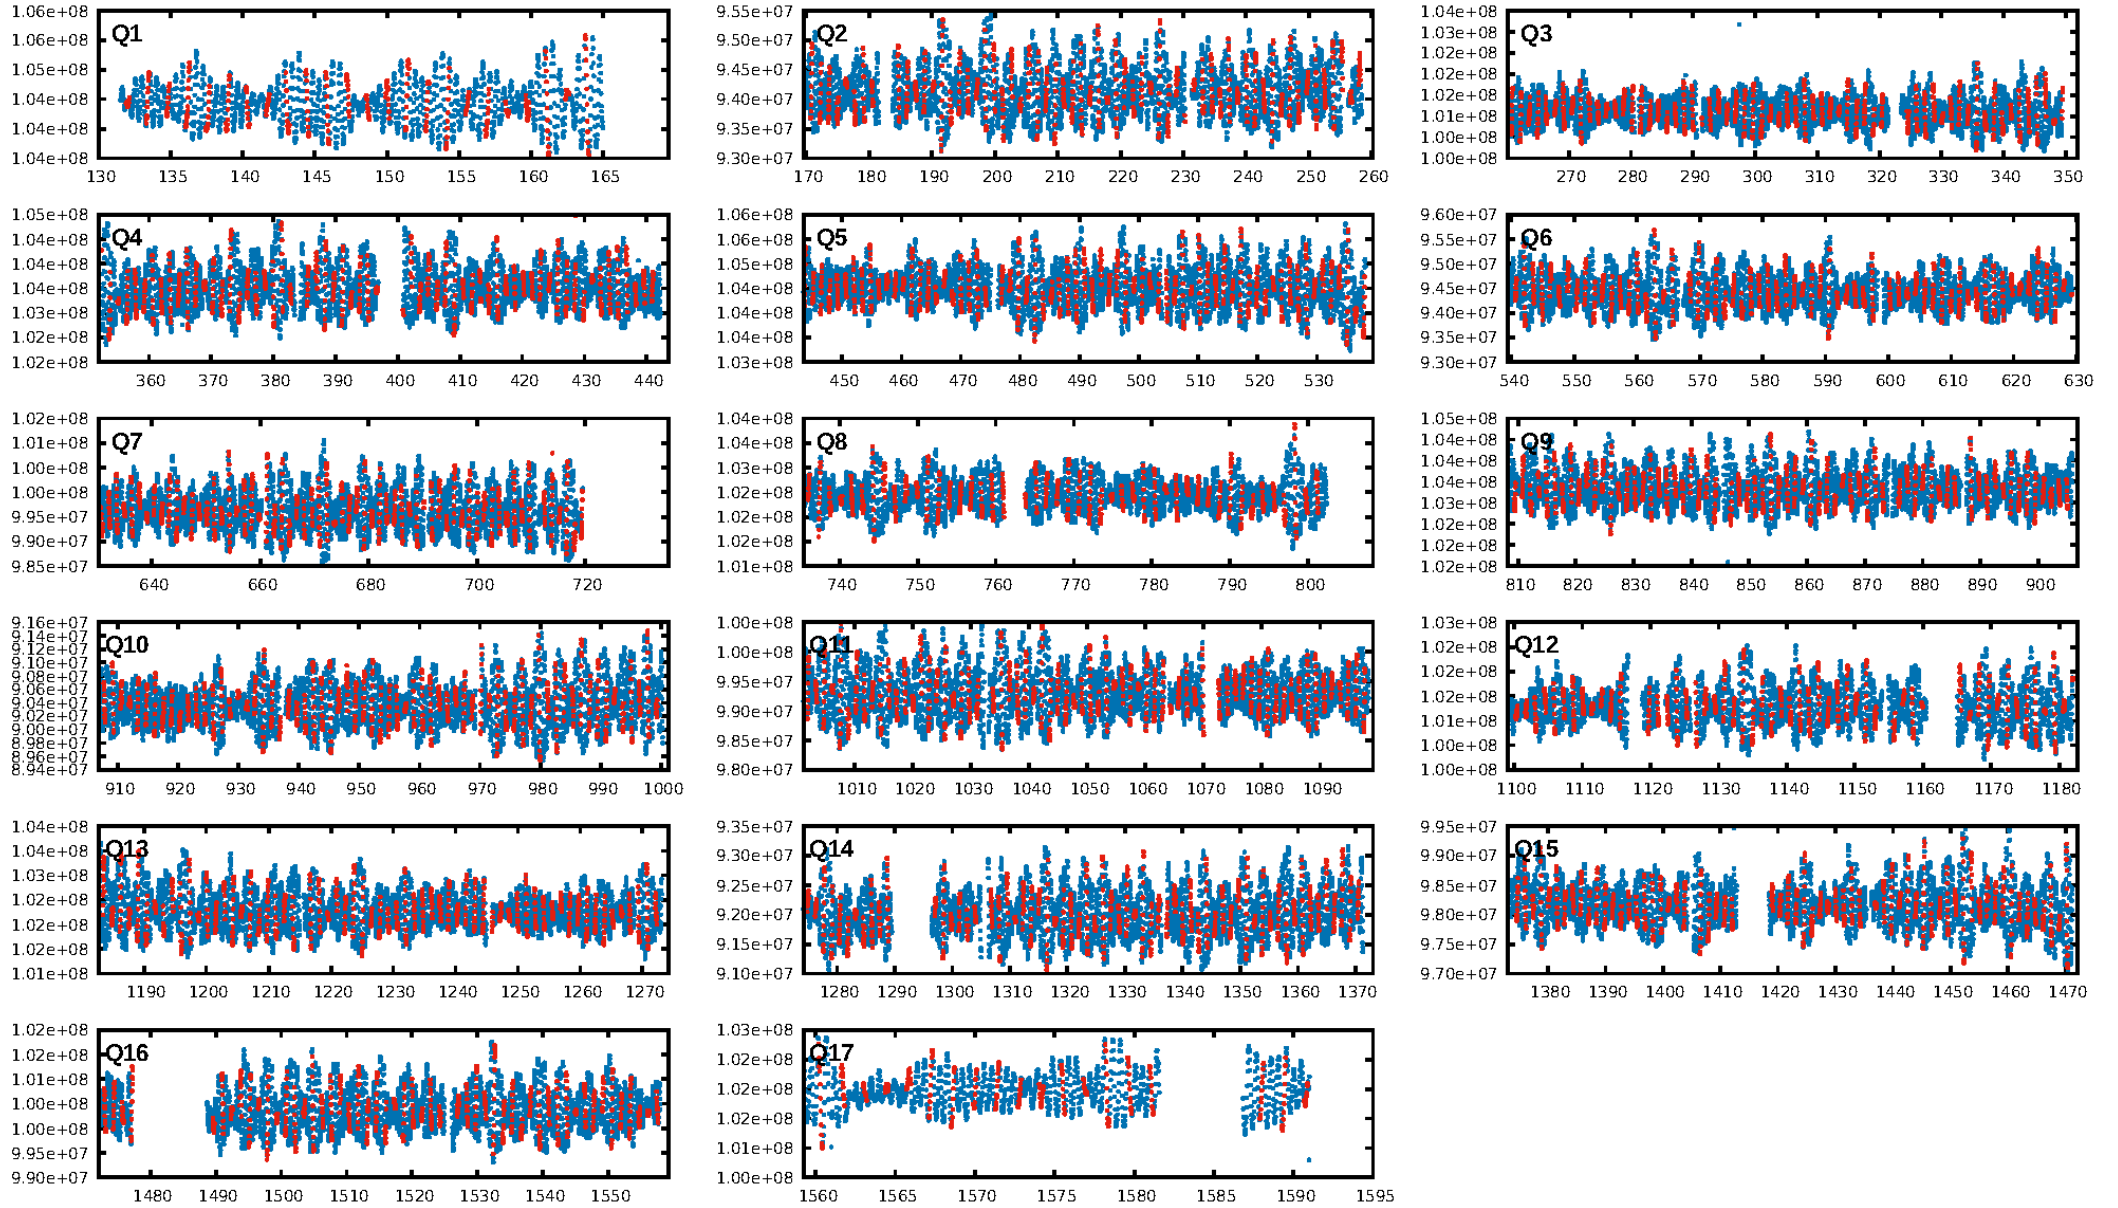 Q1
1.06e+08
1.06e+08
1.05e+08
1.04e+08
1.04e+08
1.04e+08
130 135 140 145 150 155 160 165
Q2
9.55e+07
9.50e+07
9.45e+07
9.40e+07
9.35e+07
9.30e+07
170 180 190 200 210 220 230 240 250 260
Q3
1.04e+08
1.03e+08
1.02e+08
1.02e+08
1.02e+08
1.01e+08
1.00e+08
1.00e+08
270 280 290 300 310 320 330 340 350
Q4
1.05e+08
1.04e+08
1.04e+08
1.04e+08
1.03e+08
1.02e+08
1.02e+08
360 370 380 390 400 410 420 430 440
Q5
1.06e+08
1.06e+08
1.05e+08
1.04e+08
1.04e+08
1.04e+08
1.03e+08
450 460 470 480 490 500 510 520 530
Q6
9.60e+07
9.55e+07
9.50e+07
9.45e+07
9.40e+07
9.35e+07
9.30e+07
540 550 560 570 580 590 600 610 620 630
Q7
1.02e+08
1.01e+08
1.00e+08
1.00e+08
9.95e+07
9.90e+07
9.85e+07
640 660 680 700 720
Q8
1.04e+08
1.04e+08
1.03e+08
1.02e+08
1.02e+08
1.02e+08
1.01e+08
740 750 760 770 780 790 800
Q9
1.05e+08
1.04e+08
1.04e+08
1.04e+08
1.03e+08
1.02e+08
1.02e+08
1.02e+08
810 820 830 840 850 860 870 880 890 900
Q10
9.16e+07
9.14e+07
9.12e+07
9.10e+07
9.08e+07
9.06e+07
9.04e+07
9.02e+07
9.00e+07
8.98e+07
8.96e+07
8.94e+07
910 920 930 940 950 960 970 980 990 1000
Q11
1.00e+08
1.00e+08
9.95e+07
9.90e+07
9.85e+07
9.80e+07
1010 1020 1030 1040 1050 1060 1070 1080 1090
Q12
1.03e+08
1.02e+08
1.02e+08
1.02e+08
1.01e+08
1.00e+08
1.00e+08
1100 1110 1120 1130 1140 1150 1160 1170 1180
Q13
1.04e+08
1.04e+08
1.03e+08
1.02e+08
1.02e+08
1.02e+08
1.01e+08
1190 1200 1210 1220 1230 1240 1250 1260 1270
Q14
9.35e+07
9.30e+07
9.25e+07
9.20e+07
9.15e+07
9.10e+07
1280 1290 1300 1310 1320 1330 1340 1350 1360 1370
Q15
9.95e+07
9.90e+07
9.85e+07
9.80e+07
9.75e+07
9.70e+07
1380 1390 1400 1410 1420 1430 1440 1450 1460 1470
Q16
1.02e+08
1.02e+08
1.01e+08
1.00e+08
1.00e+08
9.95e+07
9.90e+07
1480 1490 1500 1510 1520 1530 1540 1550
Q17
1.03e+08
1.02e+08
1.02e+08
1.02e+08
1.01e+08
1.00e+08
1560 1565 1570 1575 1580 1585 1590 1595